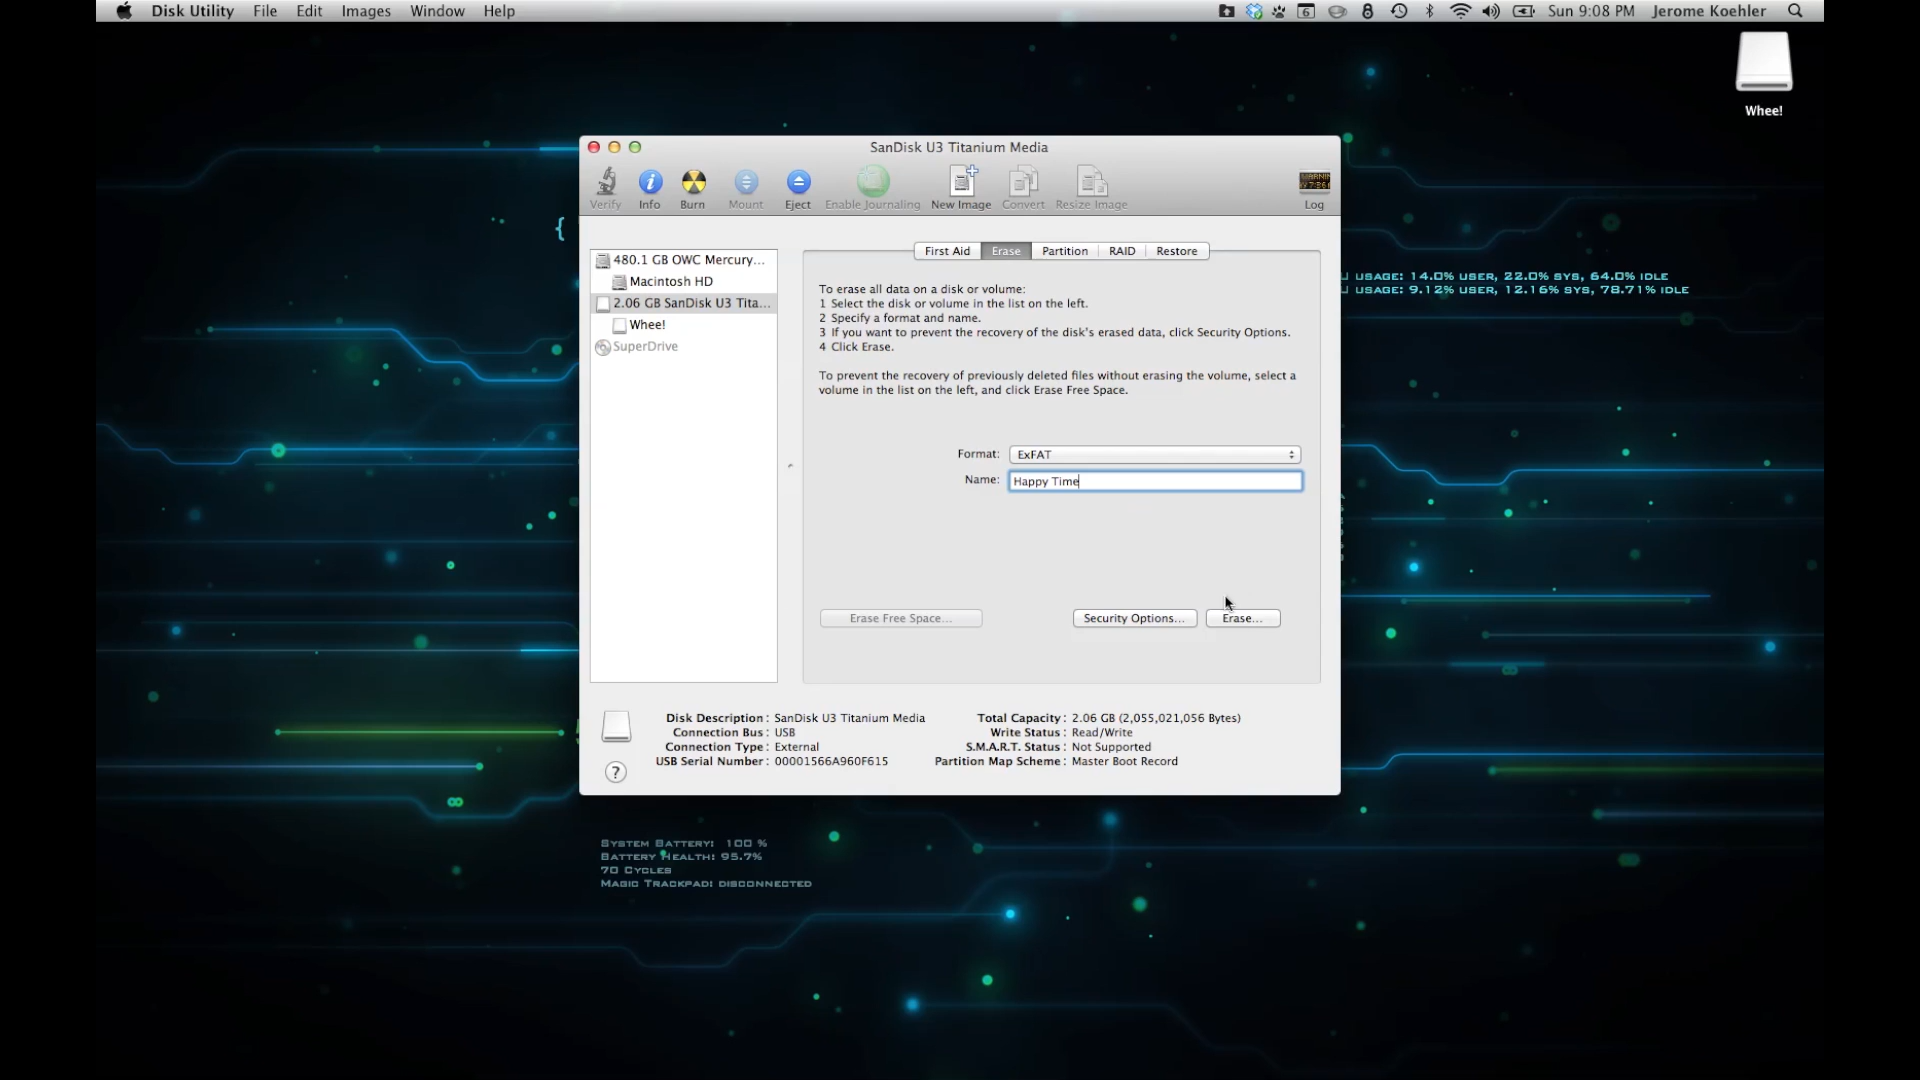 Disk Utility File Edit Images Window Help
6 Sun 9:08 PM Jerome Koehler
Whee!
SanDisk U3 Titanium Media
Verify Info Burn Mount Eject Enable Journaling New Image Convert Resize Image Log
{
480.1 GB OWC Mercury...
Macintosh HD
2.06 GB SanDisk U3 Tita...
Whee!
SuperDrive
First Aid Erase Partition RAID Restore
To erase all data on a disk or volume:
1 Select the disk or volume in the list on the left.
2 Specify a format and name.
3 If you want to prevent the recovery of the disk's erased data, click Security Options.
4 Click Erase.
To prevent the recovery of previously deleted files without erasing the volume, select a
volume in the list on the left, and click Erase Free Space.
Format: ExFAT
Name: Happy Time
Erase Free Space... Security Options... Erase...
U USAGE: 14.0% USER, 22.0% SYS, 64.0% IDLE
U USAGE: 9.12% USER, 12.16% SYS, 78.71% IDLE
Disk Description : SanDisk U3 Titanium Media
Connection Bus : USB
Connection Type : External
USB Serial Number : 00001566A960F615
Total Capacity : 2.06 GB (2,055,021,056 Bytes)
Write Status : Read/Write
S.M.A.R.T. Status : Not Supported
Partition Map Scheme : Master Boot Record
?
System Battery: 100 %
Battery Health: 95.7%
70 Cycles
Magic Trackpad: disconnected